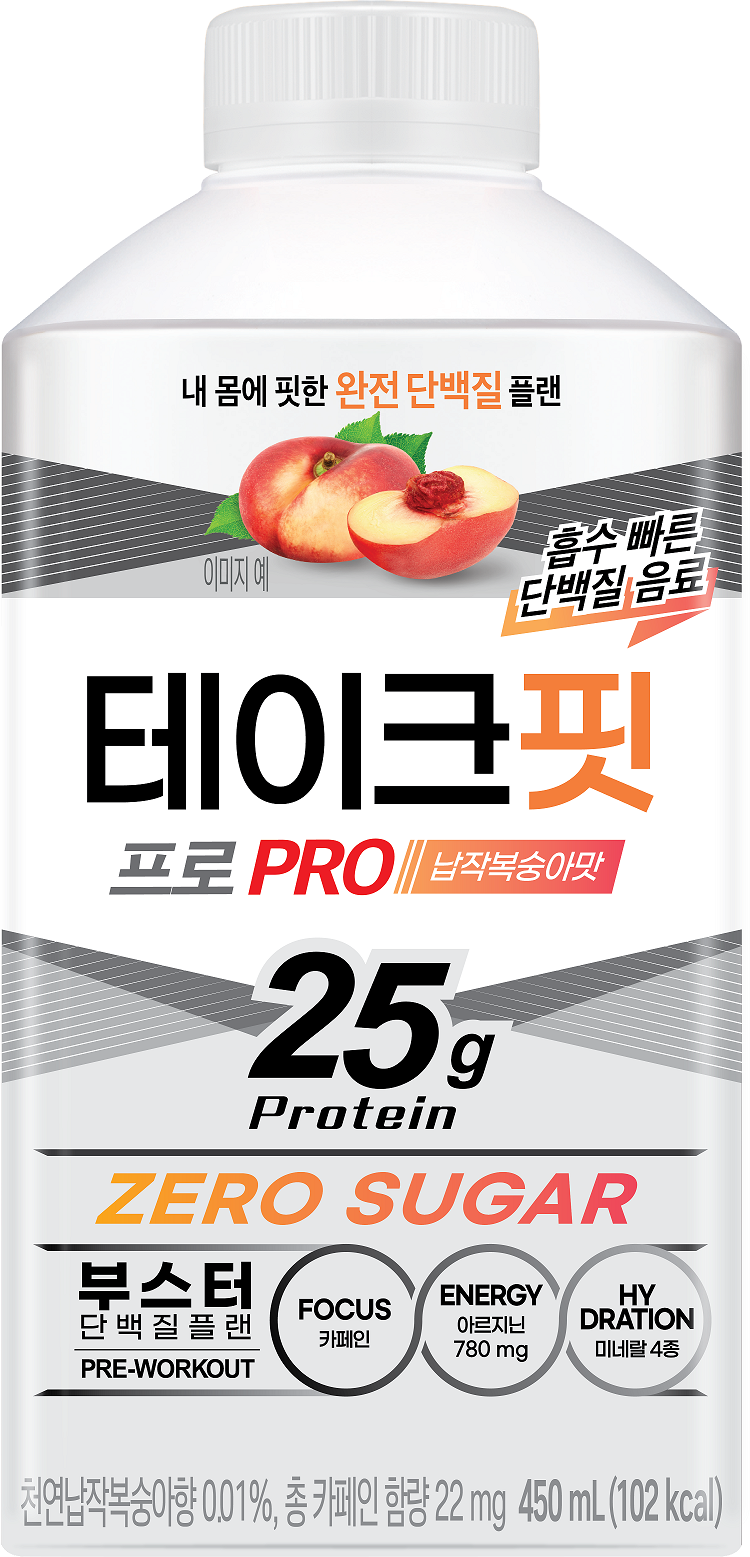 내 몸에 핏한 완전 단백질 플랜
이미지 예
흡수 빠른
단백질 음료
테이크핏
프로 PRO 납작복숭아맛
25 g
Protein
ZERO SUGAR
부스터
단백질플랜
PRE-WORKOUT
FOCUS
카페인
ENERGY
아르지닌
780 mg
HY
DRATION
미네랄 4종
천연납작복숭아향 0.01%, 총 카페인 함량 22 mg 450 mL (102 kcal)